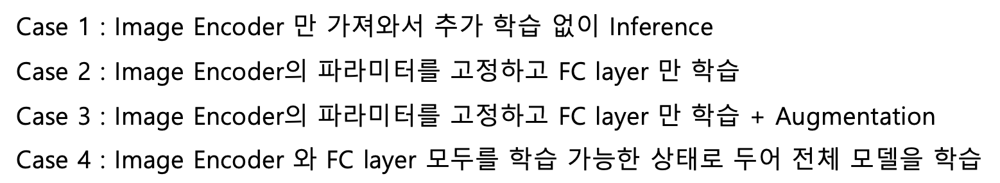 Case 1 : Image Encoder 만 가져와서 추가 학습 없이 Inference
Case 2 : Image Encoder의 파라미터를 고정하고 FC layer 만 학습
Case 3 : Image Encoder의 파라미터를 고정하고 FC layer 만 학습 + Augmentation
Case 4 : Image Encoder 와 FC layer 모두를 학습 가능한 상태로 두어 전체 모델을 학습